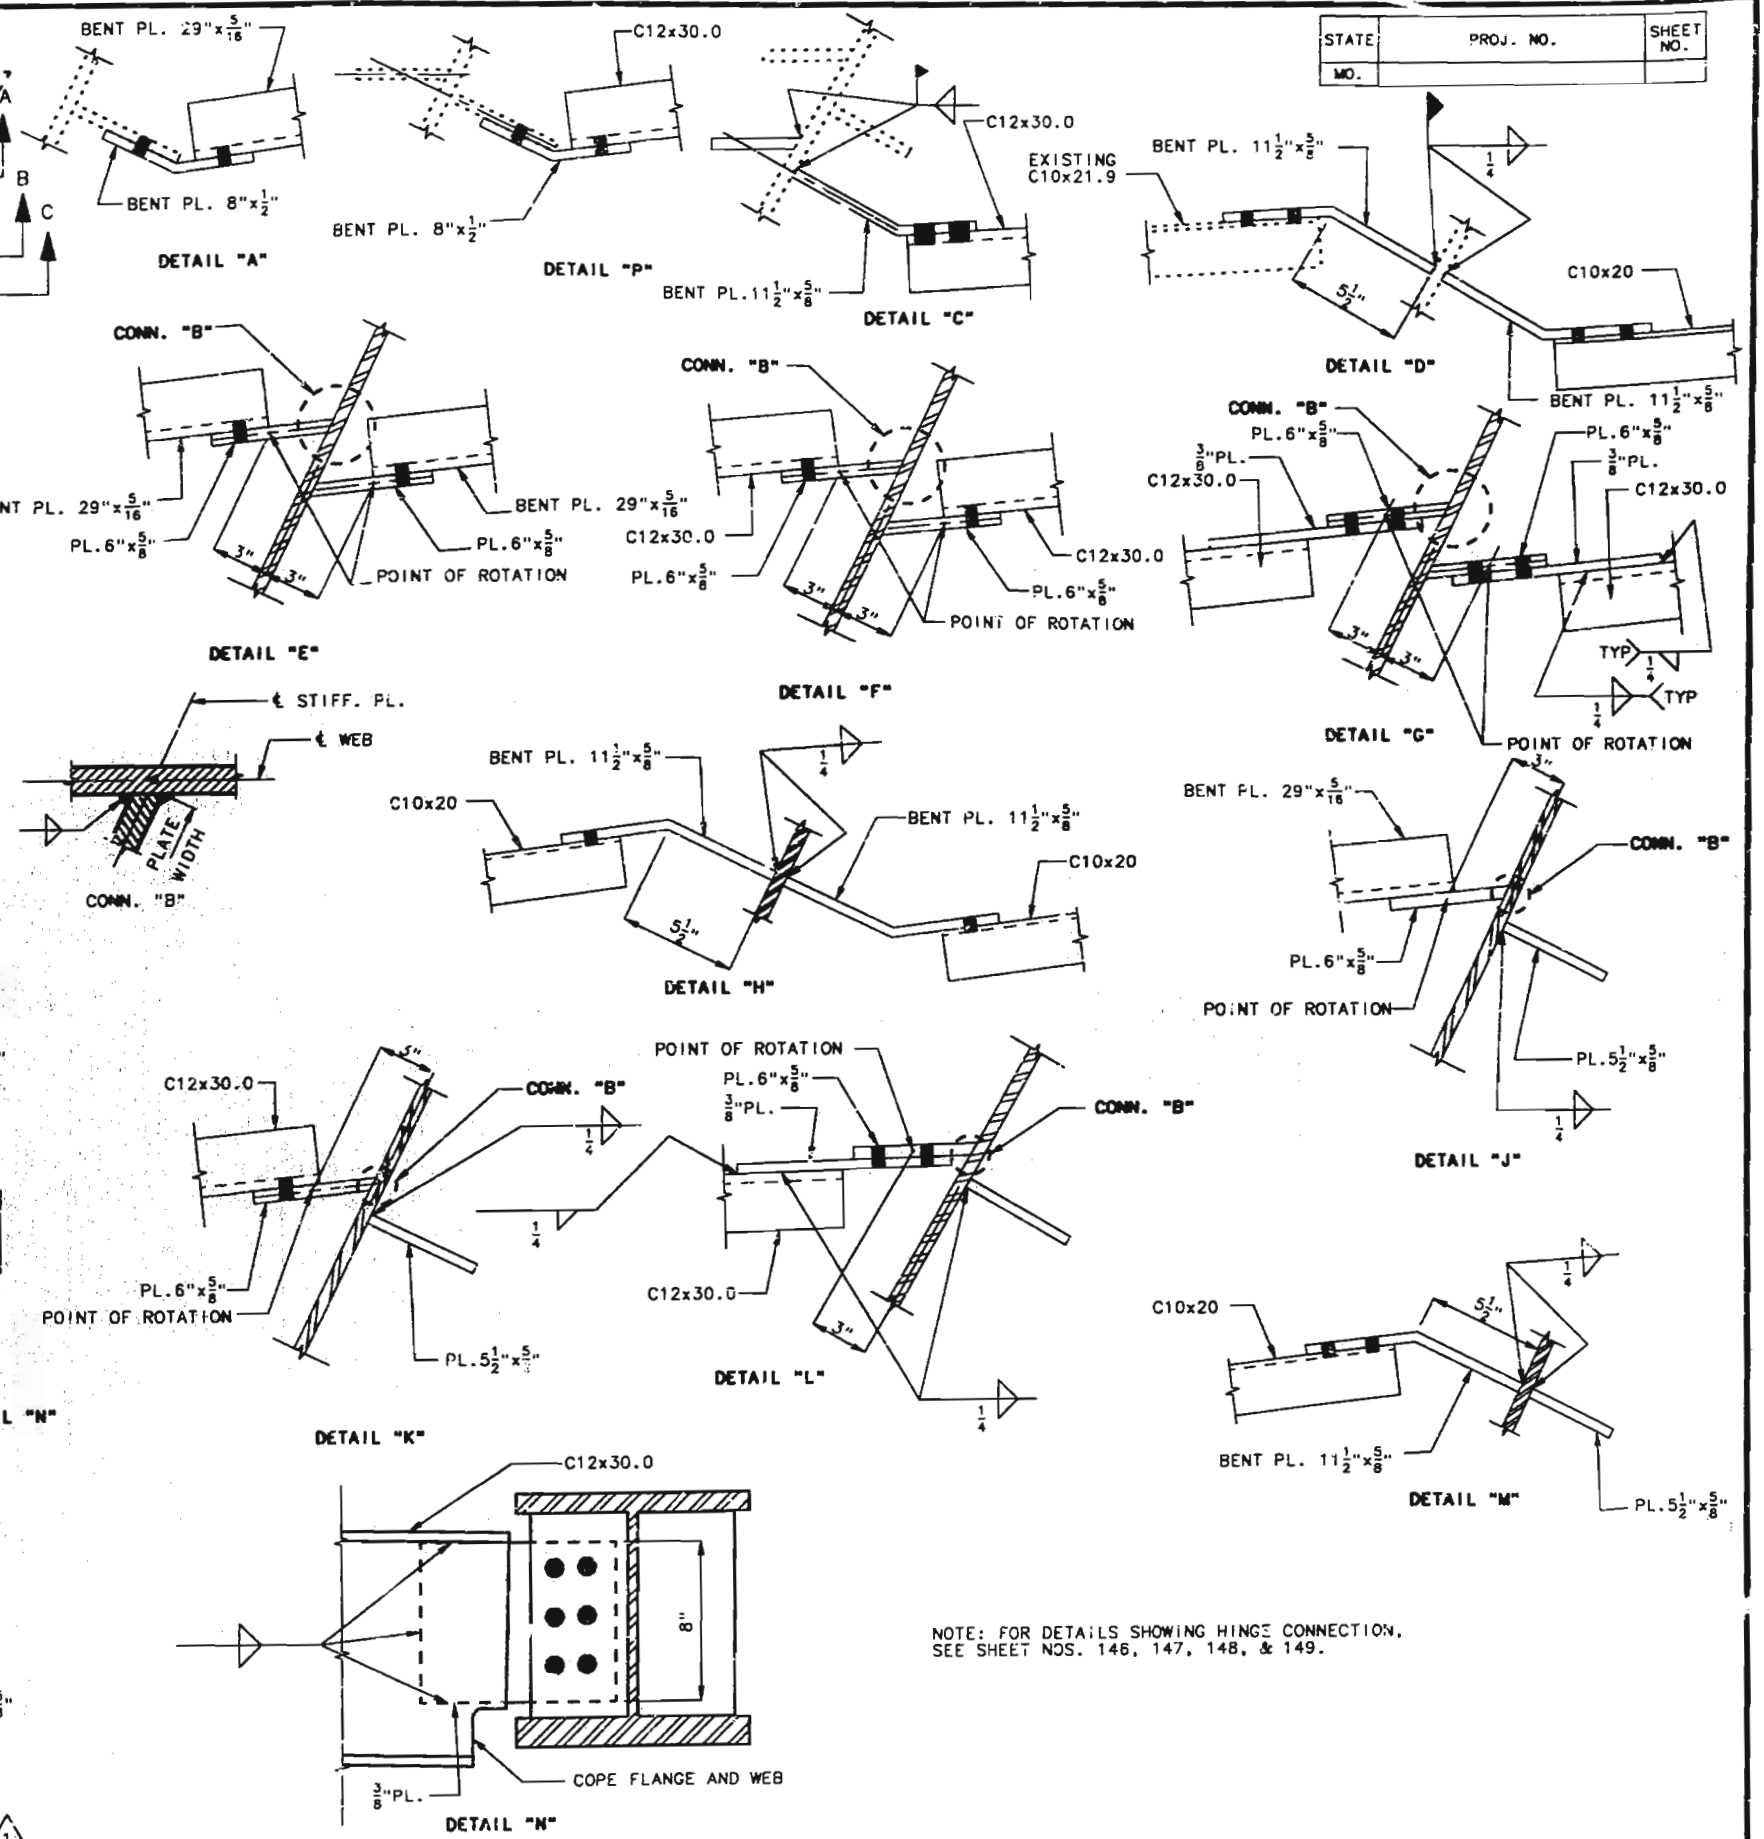 STATE
PROJ. NO.
SHEET NO.
MO.
A
B
C
BENT PL. 29"x5/16"
BENT PL. 8"x1/2"
DETAIL "A"
C12x30.0
BENT PL. 8"x1/2"
DETAIL "P"
C12x30.0
BENT PL.11 1/2"x5/8"
DETAIL "C"
EXISTING
C10x21.9
BENT PL. 11 1/2"x5/8"
1/4
5 1/2"
C10x20
BENT PL. 11 1/2"x5/8"
DETAIL "D"
CONN. "B"
NT PL. 29"x5/16"
BENT PL. 29"x5/16"
PL.6"x5/8"
PL.6"x5/8"
3"
3"
POINT OF ROTATION
DETAIL "E"
CONN. "B"
C12x30.0
C12x30.0
PL.6"x5/8"
PL.6"x5/8"
3"
3"
POINT OF ROTATION
DETAIL "F"
CONN. "B"
PL.6"x5/8"
PL.6"x5/8"
3/8"PL.
3/8"PL.
C12x30.0
C12x30.0
3"
3"
TYP
1/4
1/4
TYP
POINT OF ROTATION
DETAIL "G"
℄ STIFF. PL.
℄ WEB
PLATE
WIDTH
CONN. "B"
BENT PL. 11 1/2"x5/8"
1/4
C10x20
BENT PL. 11 1/2"x5/8"
C10x20
5 1/2"
DETAIL "H"
3"
BENT PL. 29"x5/16"
CONN. "B"
PL.6"x5/8"
POINT OF ROTATION
PL.5 1/2"x5/8"
1/4
DETAIL "J"
C12x30.0
CONN. "B"
1/4
PL.6"x5/8"
POINT OF ROTATION
PL.5 1/2"x5/8"
DETAIL "K"
POINT OF ROTATION
PL.6"x5/8"
3/8"PL.
CONN. "B"
1/4
C12x30.0
3"
1/4
DETAIL "L"
1/4
C10x20
5 1/2"
BENT PL. 11 1/2"x5/8"
PL.5 1/2"x5/8"
DETAIL "M"
L "N"
C12x30.0
8"
COPE FLANGE AND WEB
3/8"PL.
DETAIL "N"
NOTE: FOR DETAILS SHOWING HINGE CONNECTION,
SEE SHEET NOS. 146, 147, 148, & 149.